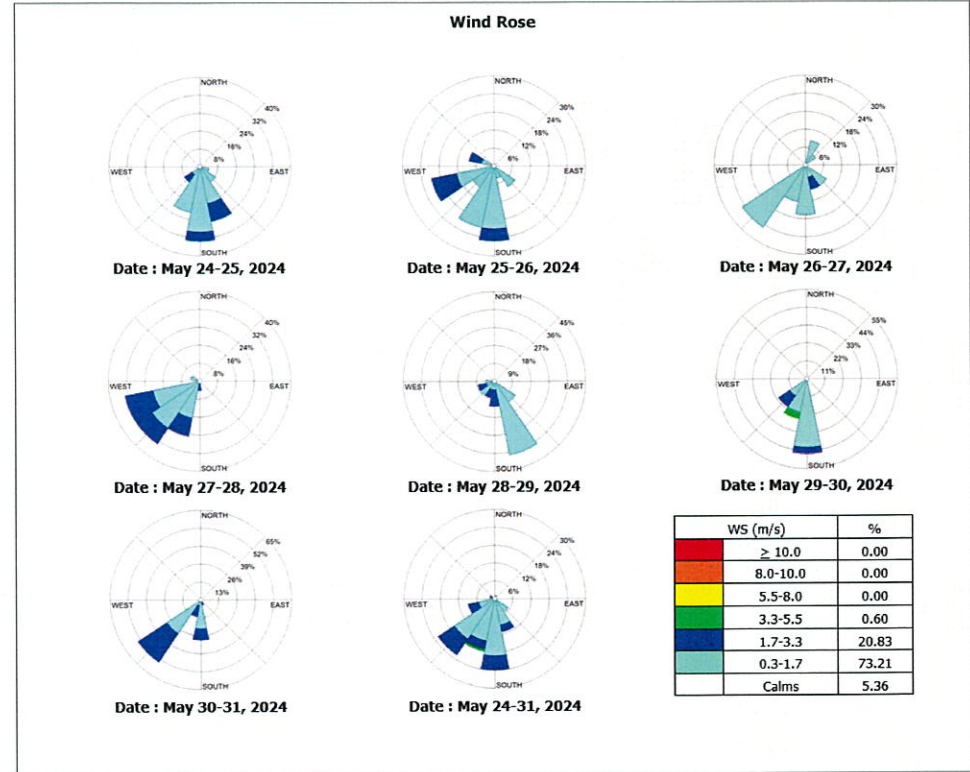 Wind Rose
NORTH
40%
32%
24%
16%
8%
WEST
EAST
SOUTH
Date : May 24-25, 2024
NORTH
30%
24%
18%
12%
6%
WEST
EAST
SOUTH
Date : May 25-26, 2024
NORTH
30%
24%
18%
12%
6%
WEST
EAST
SOUTH
Date : May 26-27, 2024
NORTH
40%
32%
24%
16%
8%
WEST
EAST
SOUTH
Date : May 27-28, 2024
NORTH
45%
36%
27%
18%
9%
WEST
EAST
SOUTH
Date : May 28-29, 2024
NORTH
55%
44%
33%
22%
11%
WEST
EAST
SOUTH
Date : May 29-30, 2024
NORTH
65%
52%
39%
26%
13%
WEST
EAST
SOUTH
Date : May 30-31, 2024
NORTH
30%
24%
18%
12%
6%
WEST
EAST
SOUTH
Date : May 24-31, 2024
WS (m/s) %
≥ 10.0 0.00
8.0-10.0 0.00
5.5-8.0 0.00
3.3-5.5 0.60
1.7-3.3 20.83
0.3-1.7 73.21
Calms 5.36